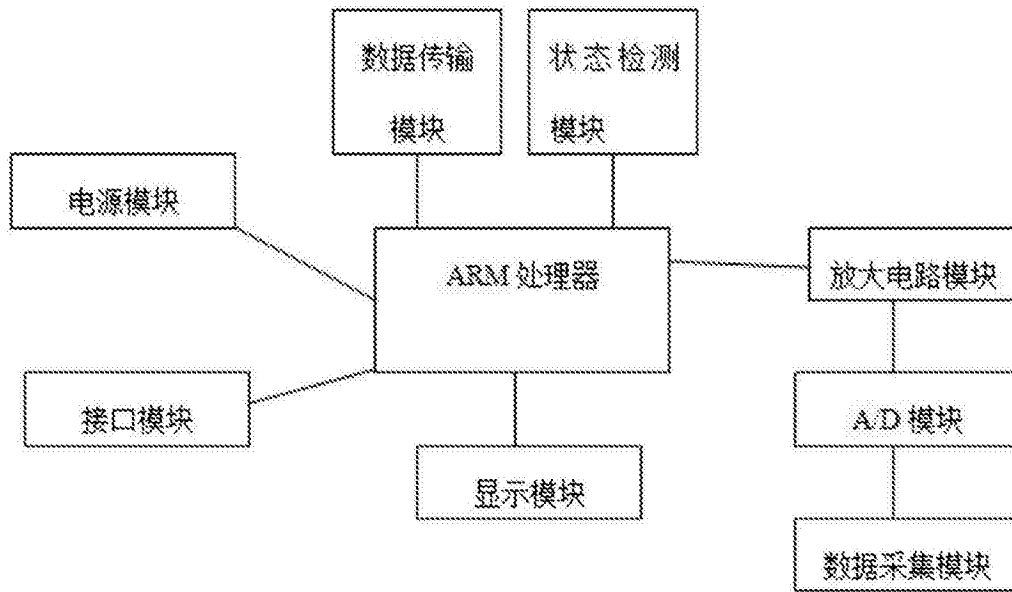 数据传输
模块
状态检测
模块
电源模块
ARM 处理器
放大电路模块
接口模块
A/D 模块
显示模块
数据采集模块